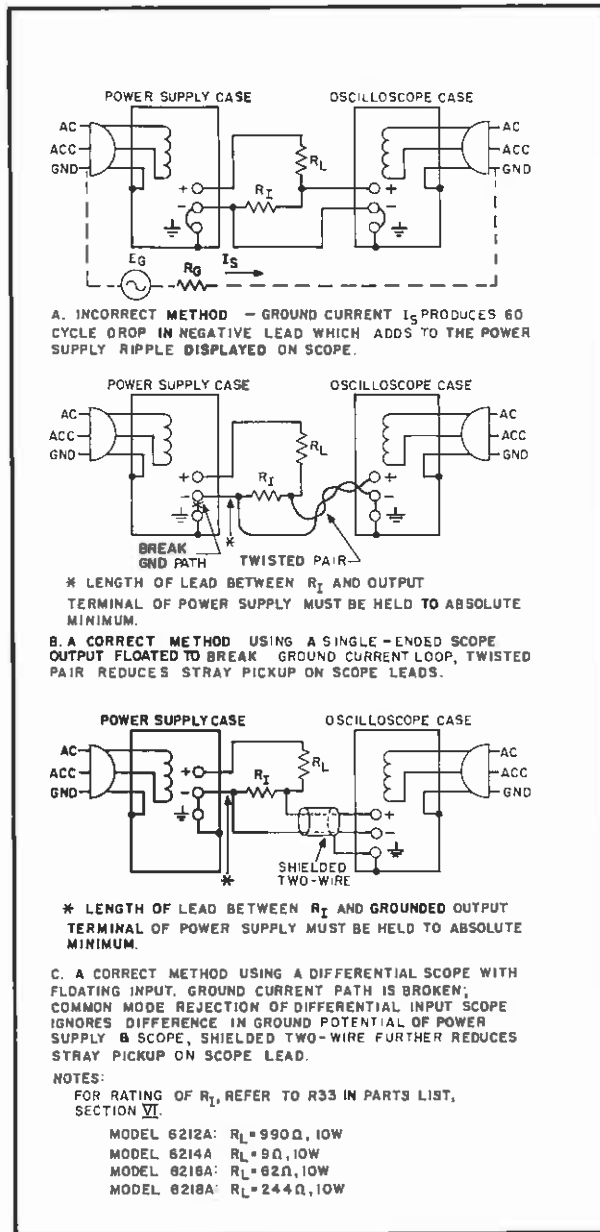 POWER SUPPLY CASE OSCILLOSCOPE CASE
AC AC
ACC ACC
GND GND
RL
+ RI +
- -
EG RG IS
A. INCORRECT METHOD - GROUND CURRENT IS PRODUCES 60
CYCLE DROP IN NEGATIVE LEAD WHICH ADDS TO THE POWER
SUPPLY RIPPLE DISPLAYED ON SCOPE.
POWER SUPPLY CASE OSCILLOSCOPE CASE
AC AC
ACC ACC
GND GND
RL
+ RI +
- -
*
BREAK GND PATH * TWISTED PAIR
* LENGTH OF LEAD BETWEEN RI AND OUTPUT
TERMINAL OF POWER SUPPLY MUST BE HELD TO ABSOLUTE
MINIMUM.
B. A CORRECT METHOD USING A SINGLE-ENDED SCOPE
OUTPUT FLOATED TO BREAK GROUND CURRENT LOOP, TWISTED
PAIR REDUCES STRAY PICKUP ON SCOPE LEADS.
POWER SUPPLY CASE OSCILLOSCOPE CASE
AC AC
ACC ACC
GND GND
RL
+ RI +
- -
* SHIELDED TWO-WIRE
* LENGTH OF LEAD BETWEEN RI AND GROUNDED OUTPUT
TERMINAL OF POWER SUPPLY MUST BE HELD TO ABSOLUTE
MINIMUM.
C. A CORRECT METHOD USING A DIFFERENTIAL SCOPE WITH
FLOATING INPUT. GROUND CURRENT PATH IS BROKEN;
COMMON MODE REJECTION OF DIFFERENTIAL INPUT SCOPE
IGNORES DIFFERENCE IN GROUND POTENTIAL OF POWER
SUPPLY & SCOPE, SHIELDED TWO-WIRE FURTHER REDUCES
STRAY PICKUP ON SCOPE LEAD.
NOTES:
FOR RATING OF RI, REFER TO R33 IN PARTS LIST,
SECTION VI.
MODEL 6212A: RL=990Ω, 10W
MODEL 6214A RL=9Ω, 10W
MODEL 6216A: RL=62Ω, 10W
MODEL 6218A: RL=244Ω, 10W